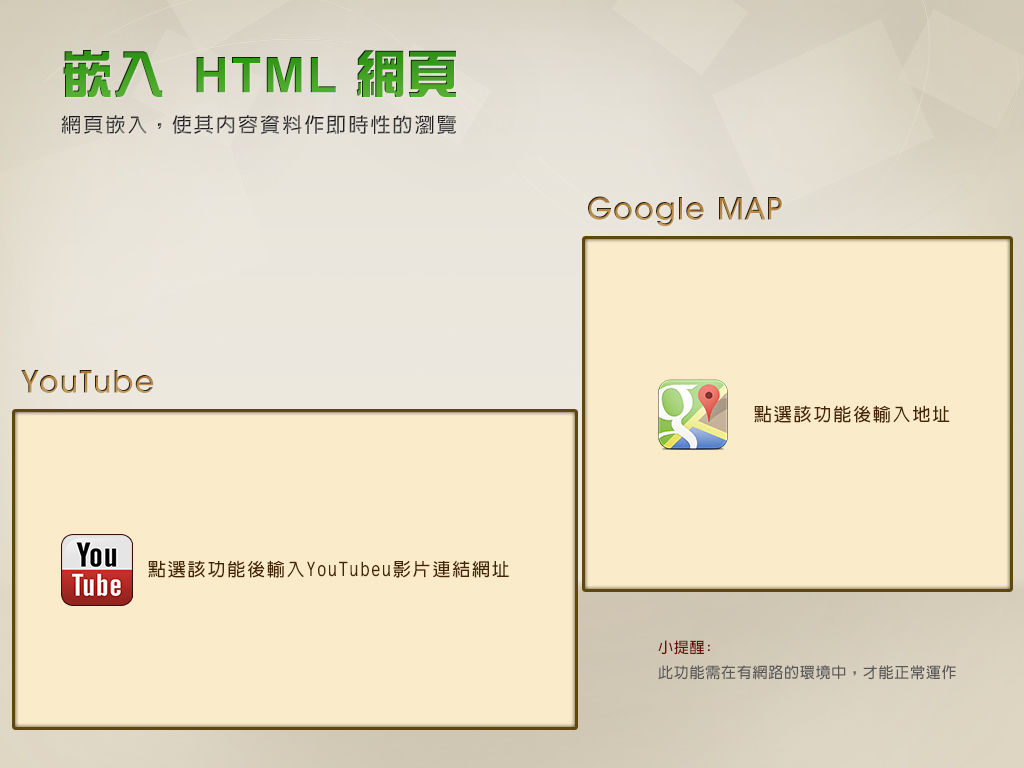 嵌入 HTML 網頁
網頁嵌入，使其内容資料作即時性的瀏覽
Google MAP
點選該功能後輸入地址
YouTube
You
Tube
點選該功能後輸入YouTubeu影片連結網址
小提醒：
此功能需在有網路的環境中，才能正常運作